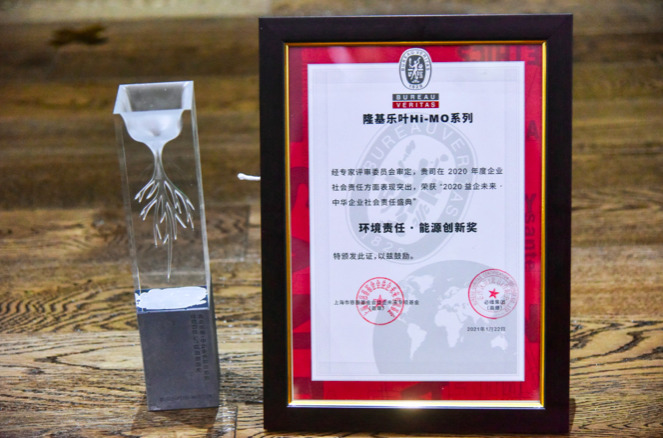 BUREAU
VERITAS
隆基乐叶Hi-MO系列
经专家评审委员会审定，贵司在 2020 年度企业
社会责任方面表现突出，荣获“2020 益企未来·
中华企业社会责任盛典”
环境责任·能源创新奖
特颁发此证，以兹鼓励。
必维集团
2021年1月22日